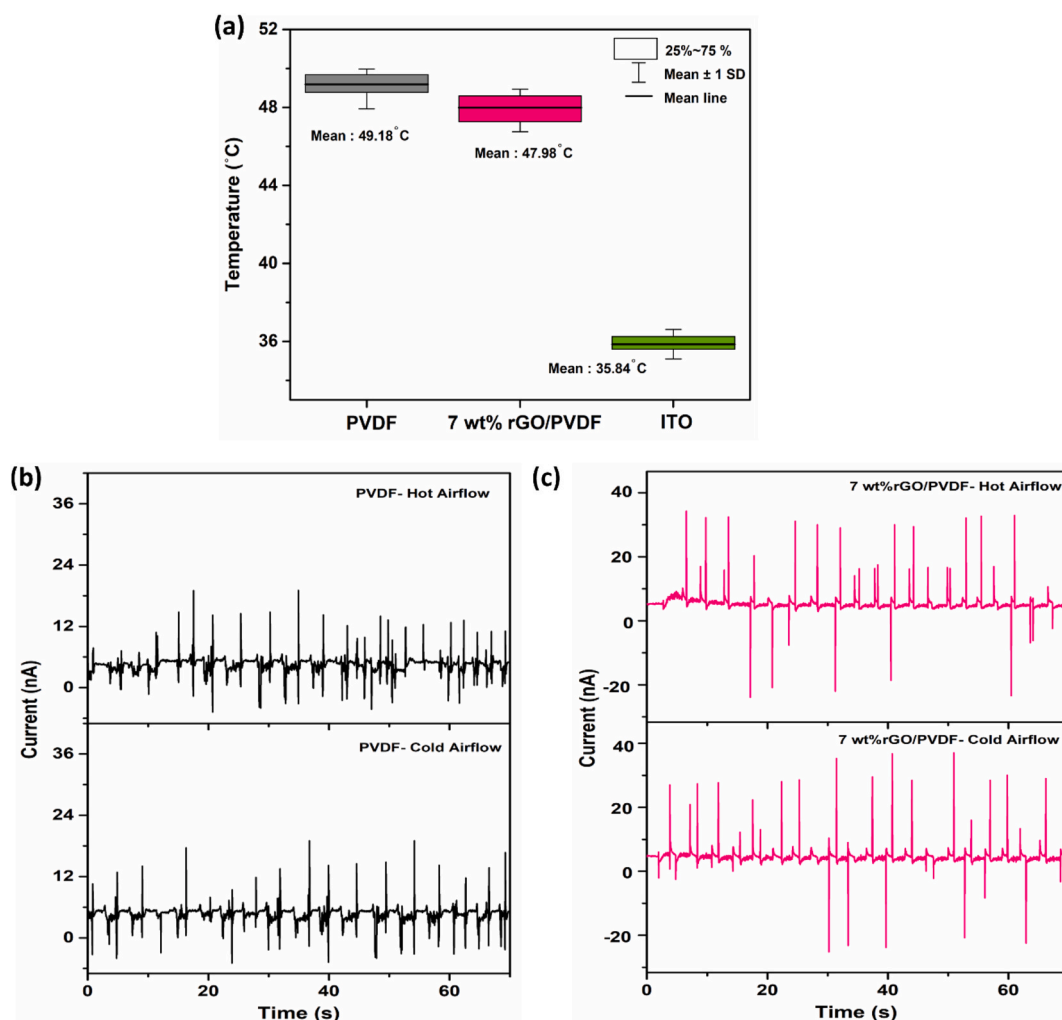 (a)
52
48
44
40
36
Temperature (°C)
25%~75 %
Mean ± 1 SD
Mean line
Mean : 49.18°C
Mean : 47.98°C
Mean : 35.84°C
PVDF
7 wt% rGO/PVDF
ITO
(b)
PVDF- Hot Airflow
36
24
12
0
PVDF- Cold Airflow
36
24
12
0
Current (nA)
0
20
40
60
Time (s)
(c)
7 wt%rGO/PVDF- Hot Airflow
40
20
0
-20
7 wt%rGO/PVDF- Cold Airflow
40
20
0
-20
Current (nA)
0
20
40
60
Time (s)